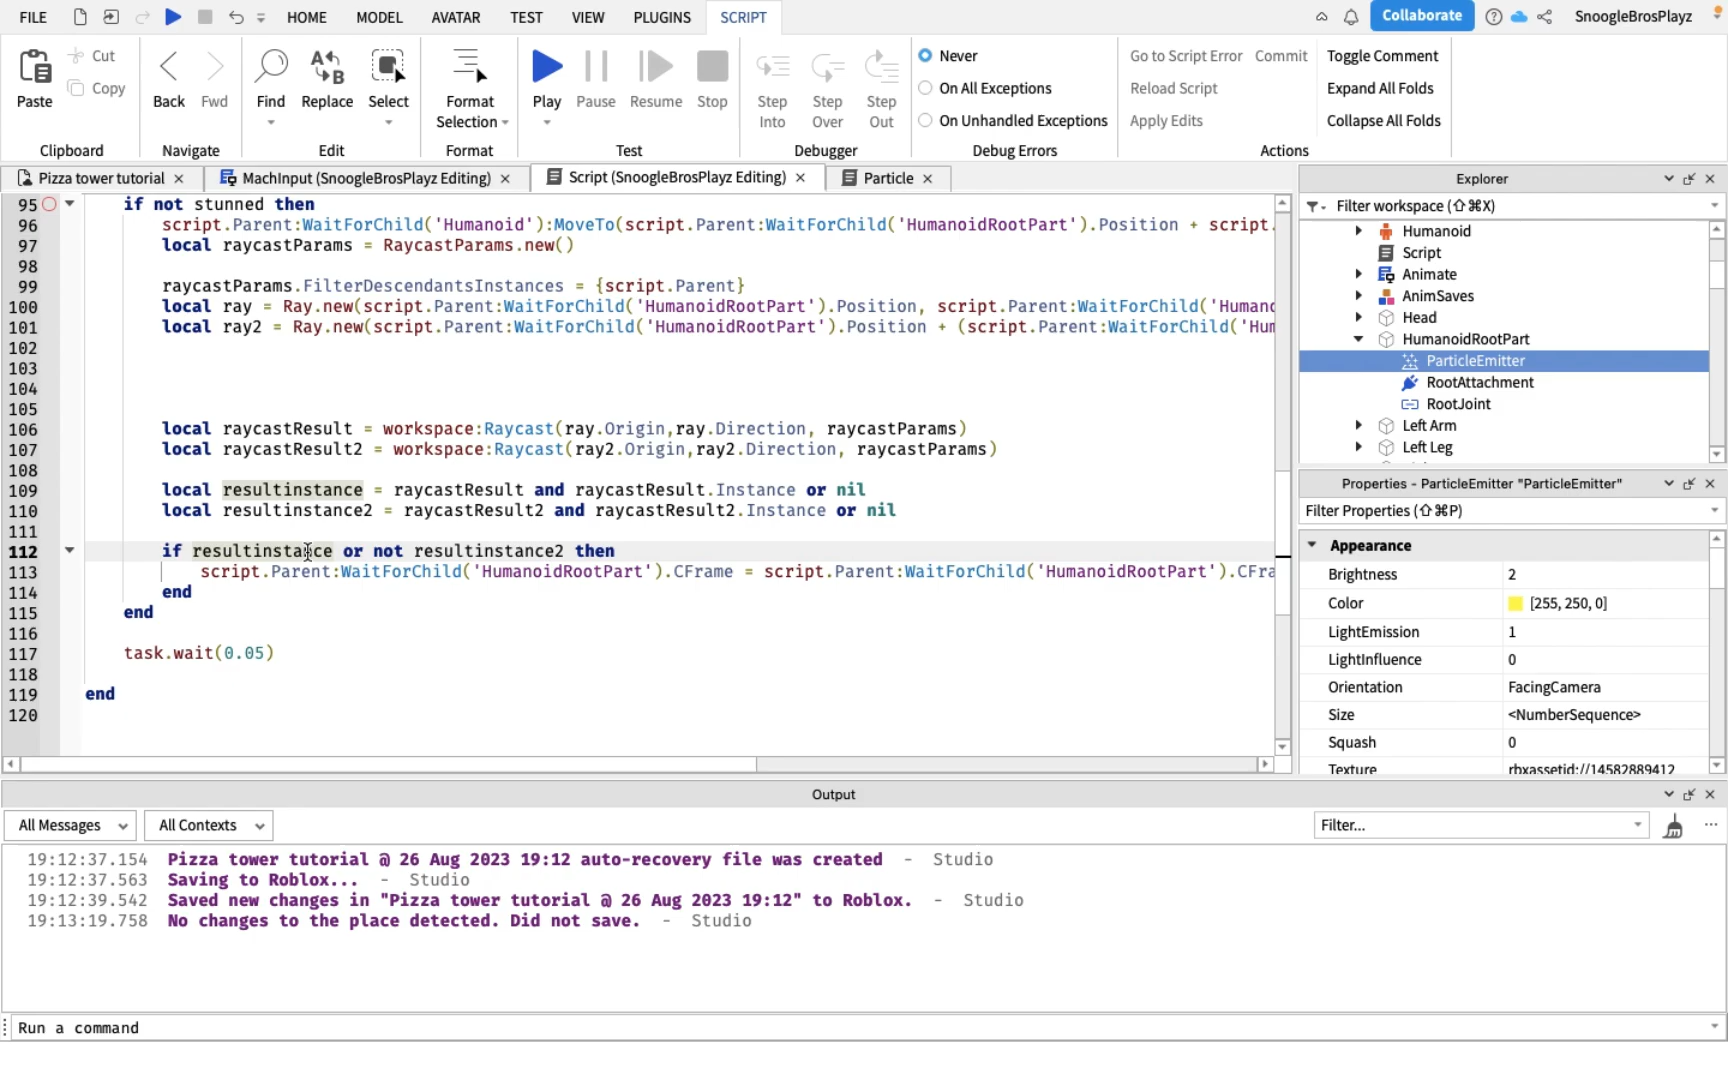 FILE HOME MODEL AVATAR TEST VIEW PLUGINS SCRIPT Collaborate SnoogleBrosPlayz
Paste Cut Copy
Clipboard
Back Fwd
Navigate
Find Replace Select
Edit
Format Selection
Format
Play Pause Resume Stop
Test
Step Into Step Over Step Out
Debugger
Never
On All Exceptions
On Unhandled Exceptions
Debug Errors
Go to Script Error Commit Toggle Comment
Reload Script Expand All Folds
Apply Edits Collapse All Folds
Actions
Pizza tower tutorial MachInput (SnoogleBrosPlayz Editing) Script (SnoogleBrosPlayz Editing) Particle
95 if not stunned then
96 script.Parent:WaitForChild('Humanoid'):MoveTo(script.Parent:WaitForChild('HumanoidRootPart').Position + script.
97 local raycastParams = RaycastParams.new()
98
99 raycastParams.FilterDescendantsInstances = {script.Parent}
100 local ray = Ray.new(script.Parent:WaitForChild('HumanoidRootPart').Position, script.Parent:WaitForChild('Humano
101 local ray2 = Ray.new(script.Parent:WaitForChild('HumanoidRootPart').Position + (script.Parent:WaitForChild('Hum
102
103
104
105
106 local raycastResult = workspace:Raycast(ray.Origin,ray.Direction, raycastParams)
107 local raycastResult2 = workspace:Raycast(ray2.Origin,ray2.Direction, raycastParams)
108
109 local resultinstance = raycastResult and raycastResult.Instance or nil
110 local resultinstance2 = raycastResult2 and raycastResult2.Instance or nil
111
112 if resultinstance or not resultinstance2 then
113 script.Parent:WaitForChild('HumanoidRootPart').CFrame = script.Parent:WaitForChild('HumanoidRootPart').CFra
114 end
115 end
116
117 task.wait(0.05)
118
119 end
120
Explorer
Filter workspace (⇧⌘X)
Humanoid
Script
Animate
AnimSaves
Head
HumanoidRootPart
ParticleEmitter
RootAttachment
RootJoint
Left Arm
Left Leg
Properties - ParticleEmitter "ParticleEmitter"
Filter Properties (⇧⌘P)
Appearance
Brightness 2
Color [255, 250, 0]
LightEmission 1
LightInfluence 0
Orientation FacingCamera
Size <NumberSequence>
Squash 0
Texture rbxassetid://14582889412
Output
All Messages All Contexts Filter...
19:12:37.154 Pizza tower tutorial @ 26 Aug 2023 19:12 auto-recovery file was created - Studio
19:12:37.563 Saving to Roblox... - Studio
19:12:39.542 Saved new changes in "Pizza tower tutorial @ 26 Aug 2023 19:12" to Roblox. - Studio
19:13:19.758 No changes to the place detected. Did not save. - Studio
Run a command